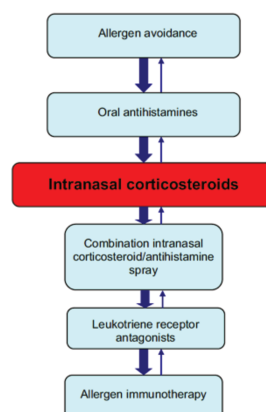 Allergen avoidance
Oral antihistamines
Intranasal corticosteroids
Combination intranasal
corticosteroid/antihistamine
spray
Leukotriene receptor
antagonists
Allergen immunotherapy